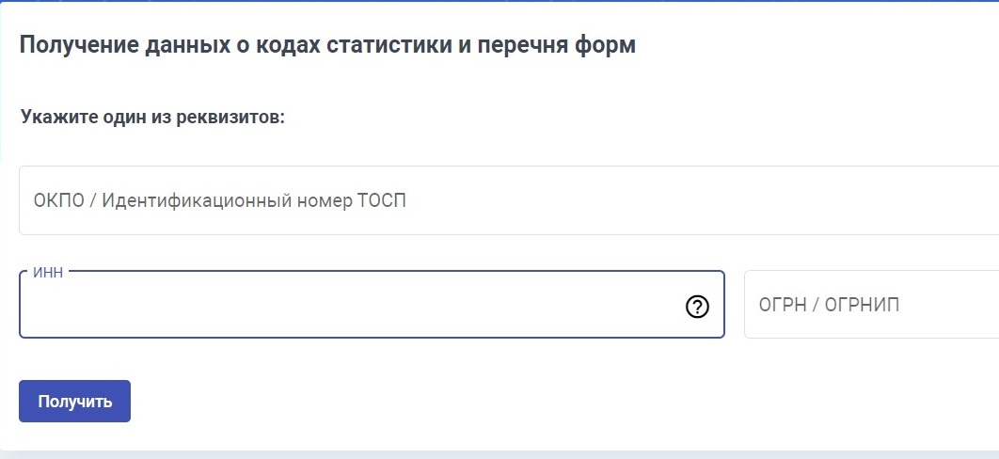 Получение данных о кодах статистики и перечня форм
Укажите один из реквизитов:
ОКПО / Идентификационный номер ТОСП
ИНН
?
ОГРН / ОГРНИП
Получить